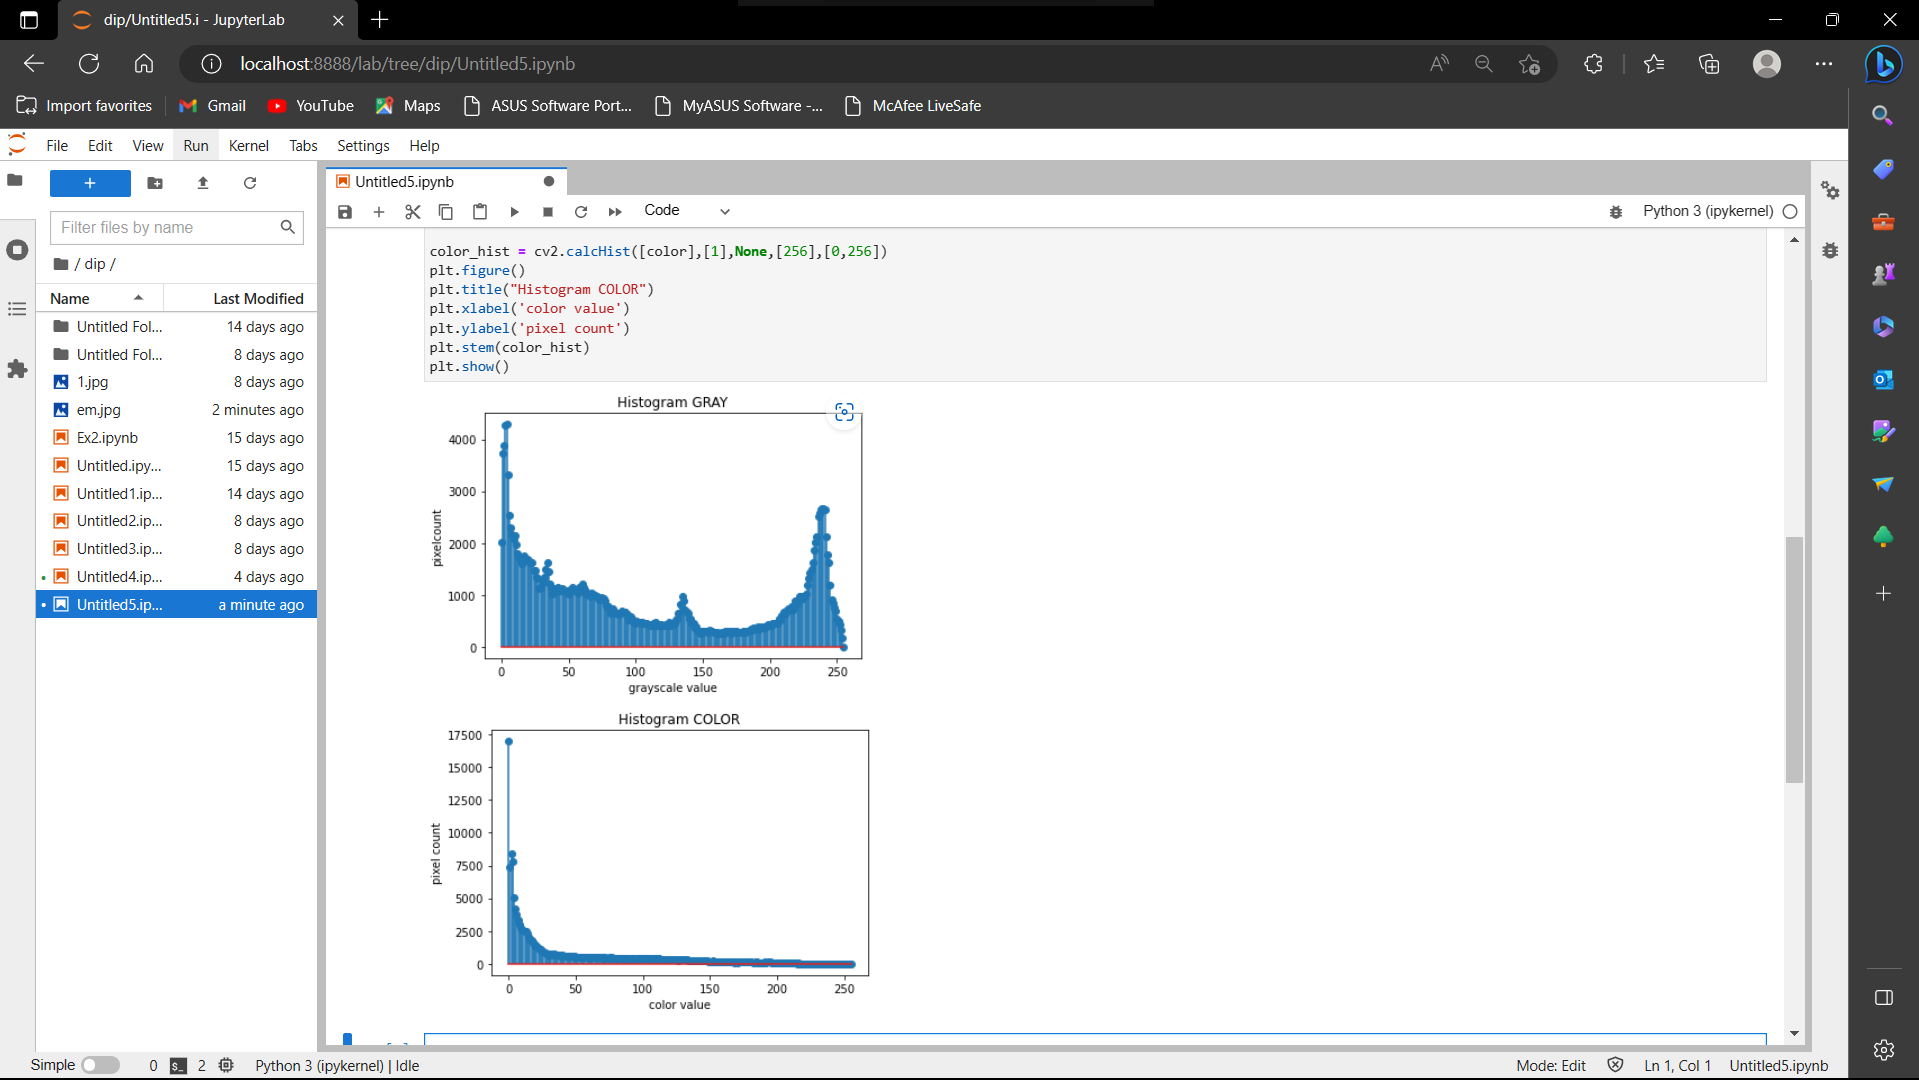 dip/Untitled5.i - JupyterLab
localhost:8888/lab/tree/dip/Untitled5.ipynb
Import favorites
Gmail
YouTube
Maps
ASUS Software Port...
MyASUS Software -...
McAfee LiveSafe
File Edit View Run Kernel Tabs Settings Help
Untitled5.ipynb
Filter files by name
Code
Python 3 (ipykernel)
/ dip /
Name Last Modified
Untitled Fol... 14 days ago
Untitled Fol... 8 days ago
1.jpg 8 days ago
em.jpg 2 minutes ago
Ex2.ipynb 15 days ago
Untitled.ipy... 15 days ago
Untitled1.ip... 14 days ago
Untitled2.ip... 8 days ago
Untitled3.ip... 8 days ago
Untitled4.ip... 4 days ago
Untitled5.ip... a minute ago
color_hist = cv2.calcHist([color],[1],None,[256],[0,256])
plt.figure()
plt.title("Histogram COLOR")
plt.xlabel('color value')
plt.ylabel('pixel count')
plt.stem(color_hist)
plt.show()
Histogram GRAY
4000
3000
2000
1000
0
pixelcount
0 50 100 150 200 250
grayscale value
Histogram COLOR
17500
15000
12500
10000
7500
5000
2500
0
pixel count
0 50 100 150 200 250
color value
Simple 0 2 Python 3 (ipykernel) | Idle Mode: Edit Ln 1, Col 1 Untitled5.ipynb